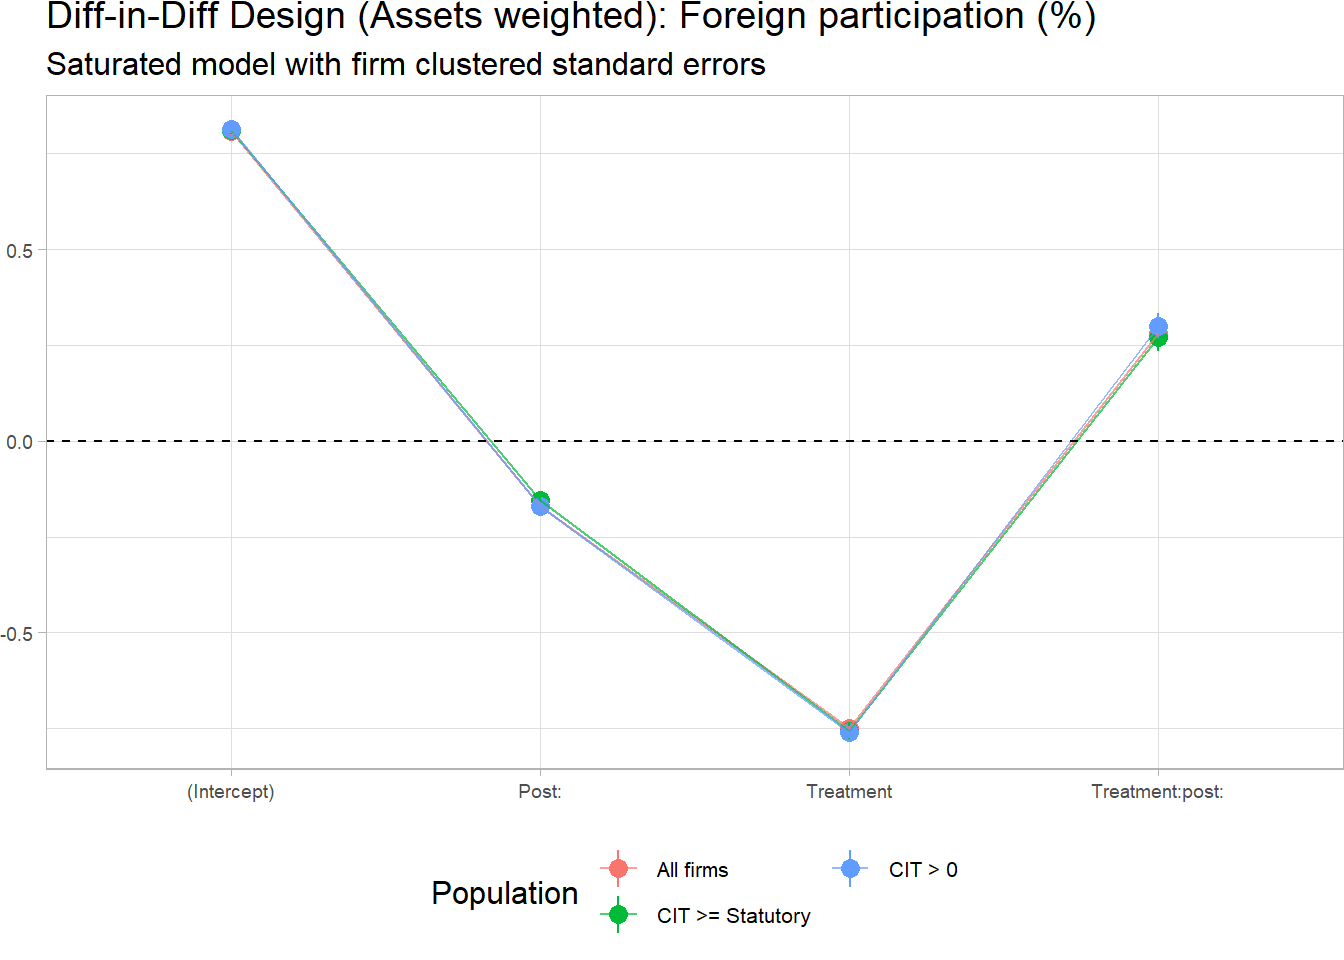 Diff-in-Diff Design (Assets weighted): Foreign participation (%)
Saturated model with firm clustered standard errors
0.5
0.0
-0.5
(Intercept) Post: Treatment Treatment:post:
Population
All firms CIT > 0
CIT >= Statutory